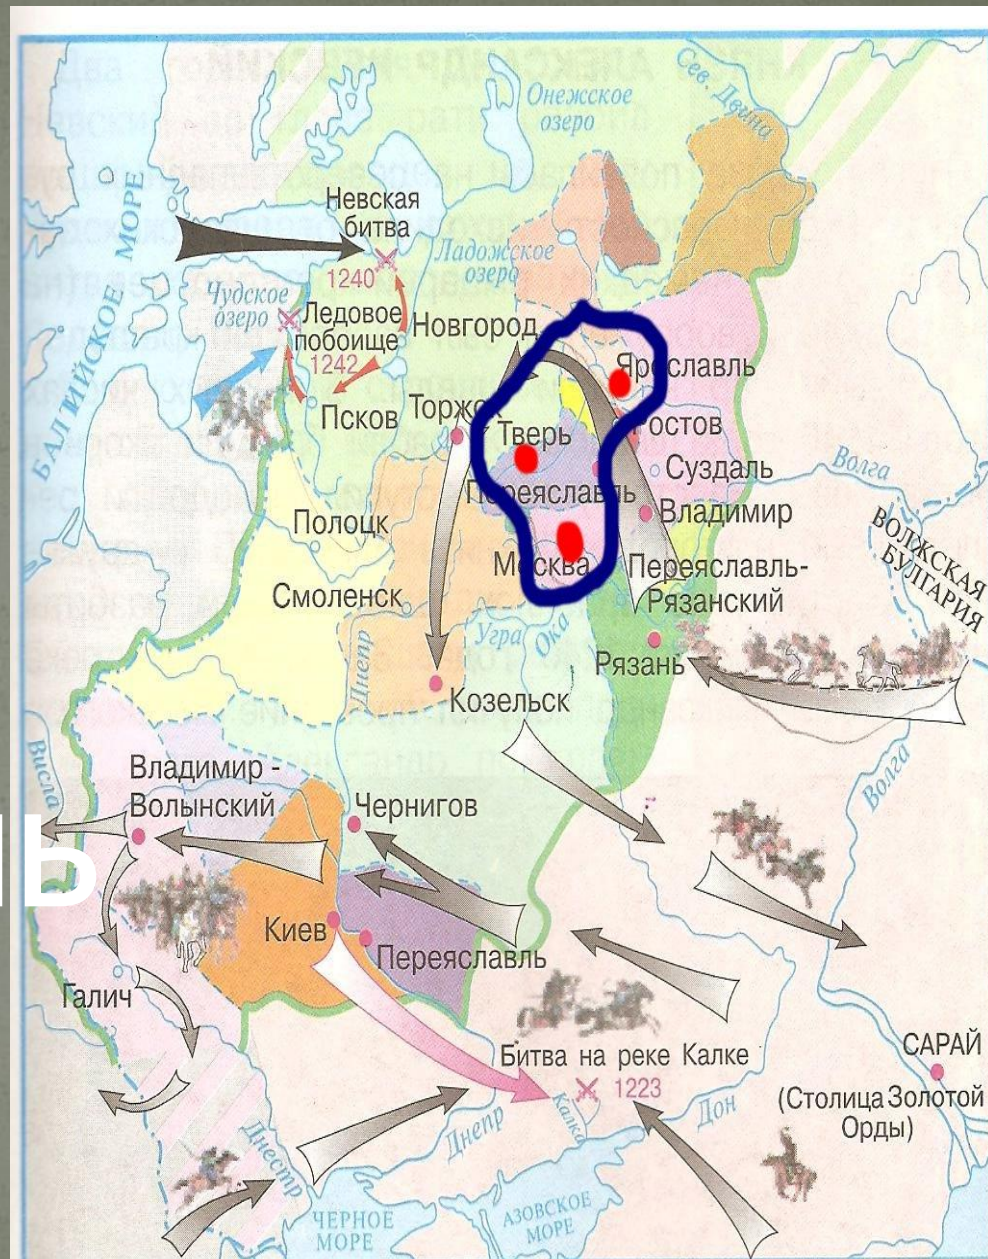 Онежское
озеро
Сев. Двина
БАЛТИЙСКОЕ МОРЕ
Невская
битва
1240
Ладожское
озеро
Чудское
озеро
Ледовое
побоище
1242
Новгород
Псков
Торжок
Ярославль
Тверь
Ростов
Суздаль
Волга
Переяславль
Владимир
ВОЛЖСКАЯ
БУЛГАРИЯ
Полоцк
Москва
Переяславль-
Рязанский
Смоленск
Днепр
Угра
Ока
Рязань
Козельск
Висла
Владимир -
Волынский
Чернигов
Волга
ль
Киев
Переяславль
Галич
Битва на реке Калке
1223
САРАЙ
(Столица Золотой
Орды)
Калка
Дон
Днепр
Днестр
ЧЕРНОЕ
МОРЕ
АЗОВСКОЕ
МОРЕ